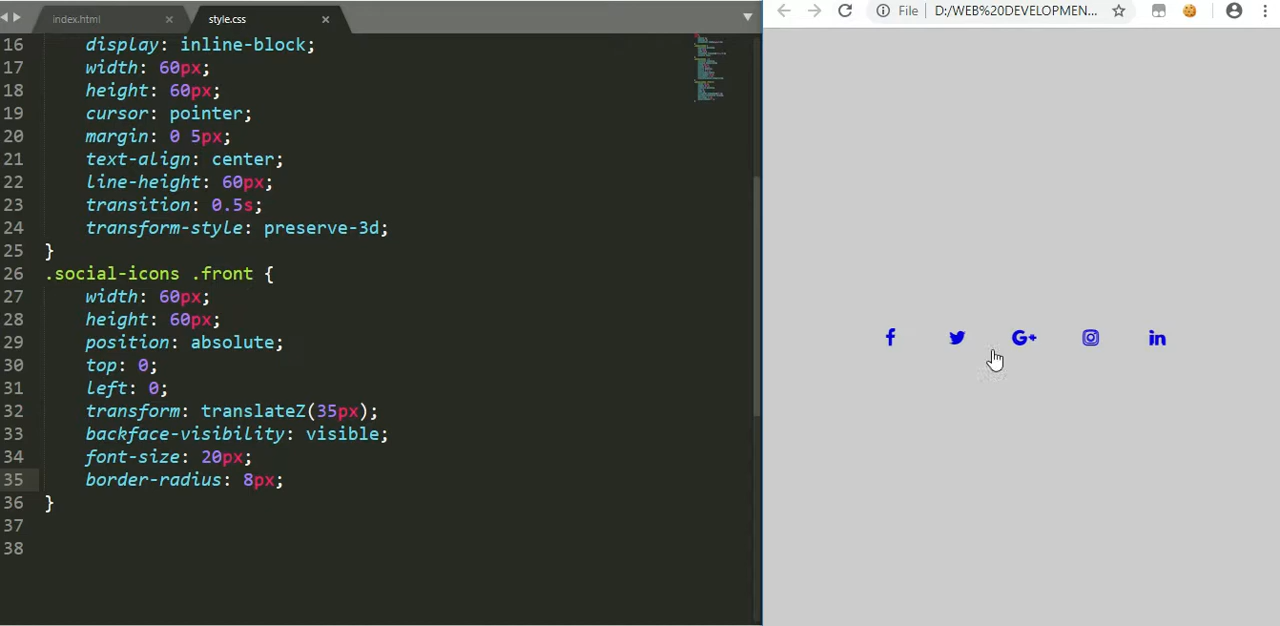 index.html
style.css
File
D:/WEB%20DEVELOPMEN...
16 display: inline-block;
17 width: 60px;
18 height: 60px;
19 cursor: pointer;
20 margin: 0 5px;
21 text-align: center;
22 line-height: 60px;
23 transition: 0.5s;
24 transform-style: preserve-3d;
25 }
26 .social-icons .front {
27 width: 60px;
28 height: 60px;
29 position: absolute;
30 top: 0;
31 left: 0;
32 transform: translateZ(35px);
33 backface-visibility: visible;
34 font-size: 20px;
35 border-radius: 8px;
36 }
37
38
f
G+
in